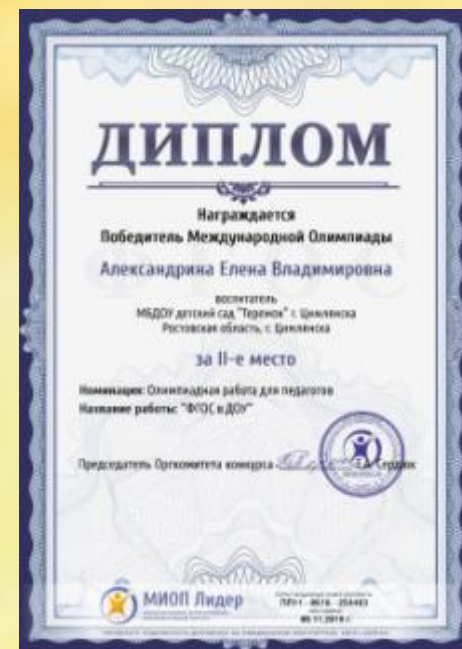 ДИПЛОМ
Награждается
Победитель Международной Олимпиады
Александрина Елена Владимировна
воспитатель
МБДОУ детский сад "Теремок" г. Цимлянска
Ростовская область, г. Цимлянска
за II-е место
Номинация: Олимпиадная работа для педагогов
Название работы: "ФГОС в ДОУ"
Председатель Оргкомитета конкурса
МИОП Лидер